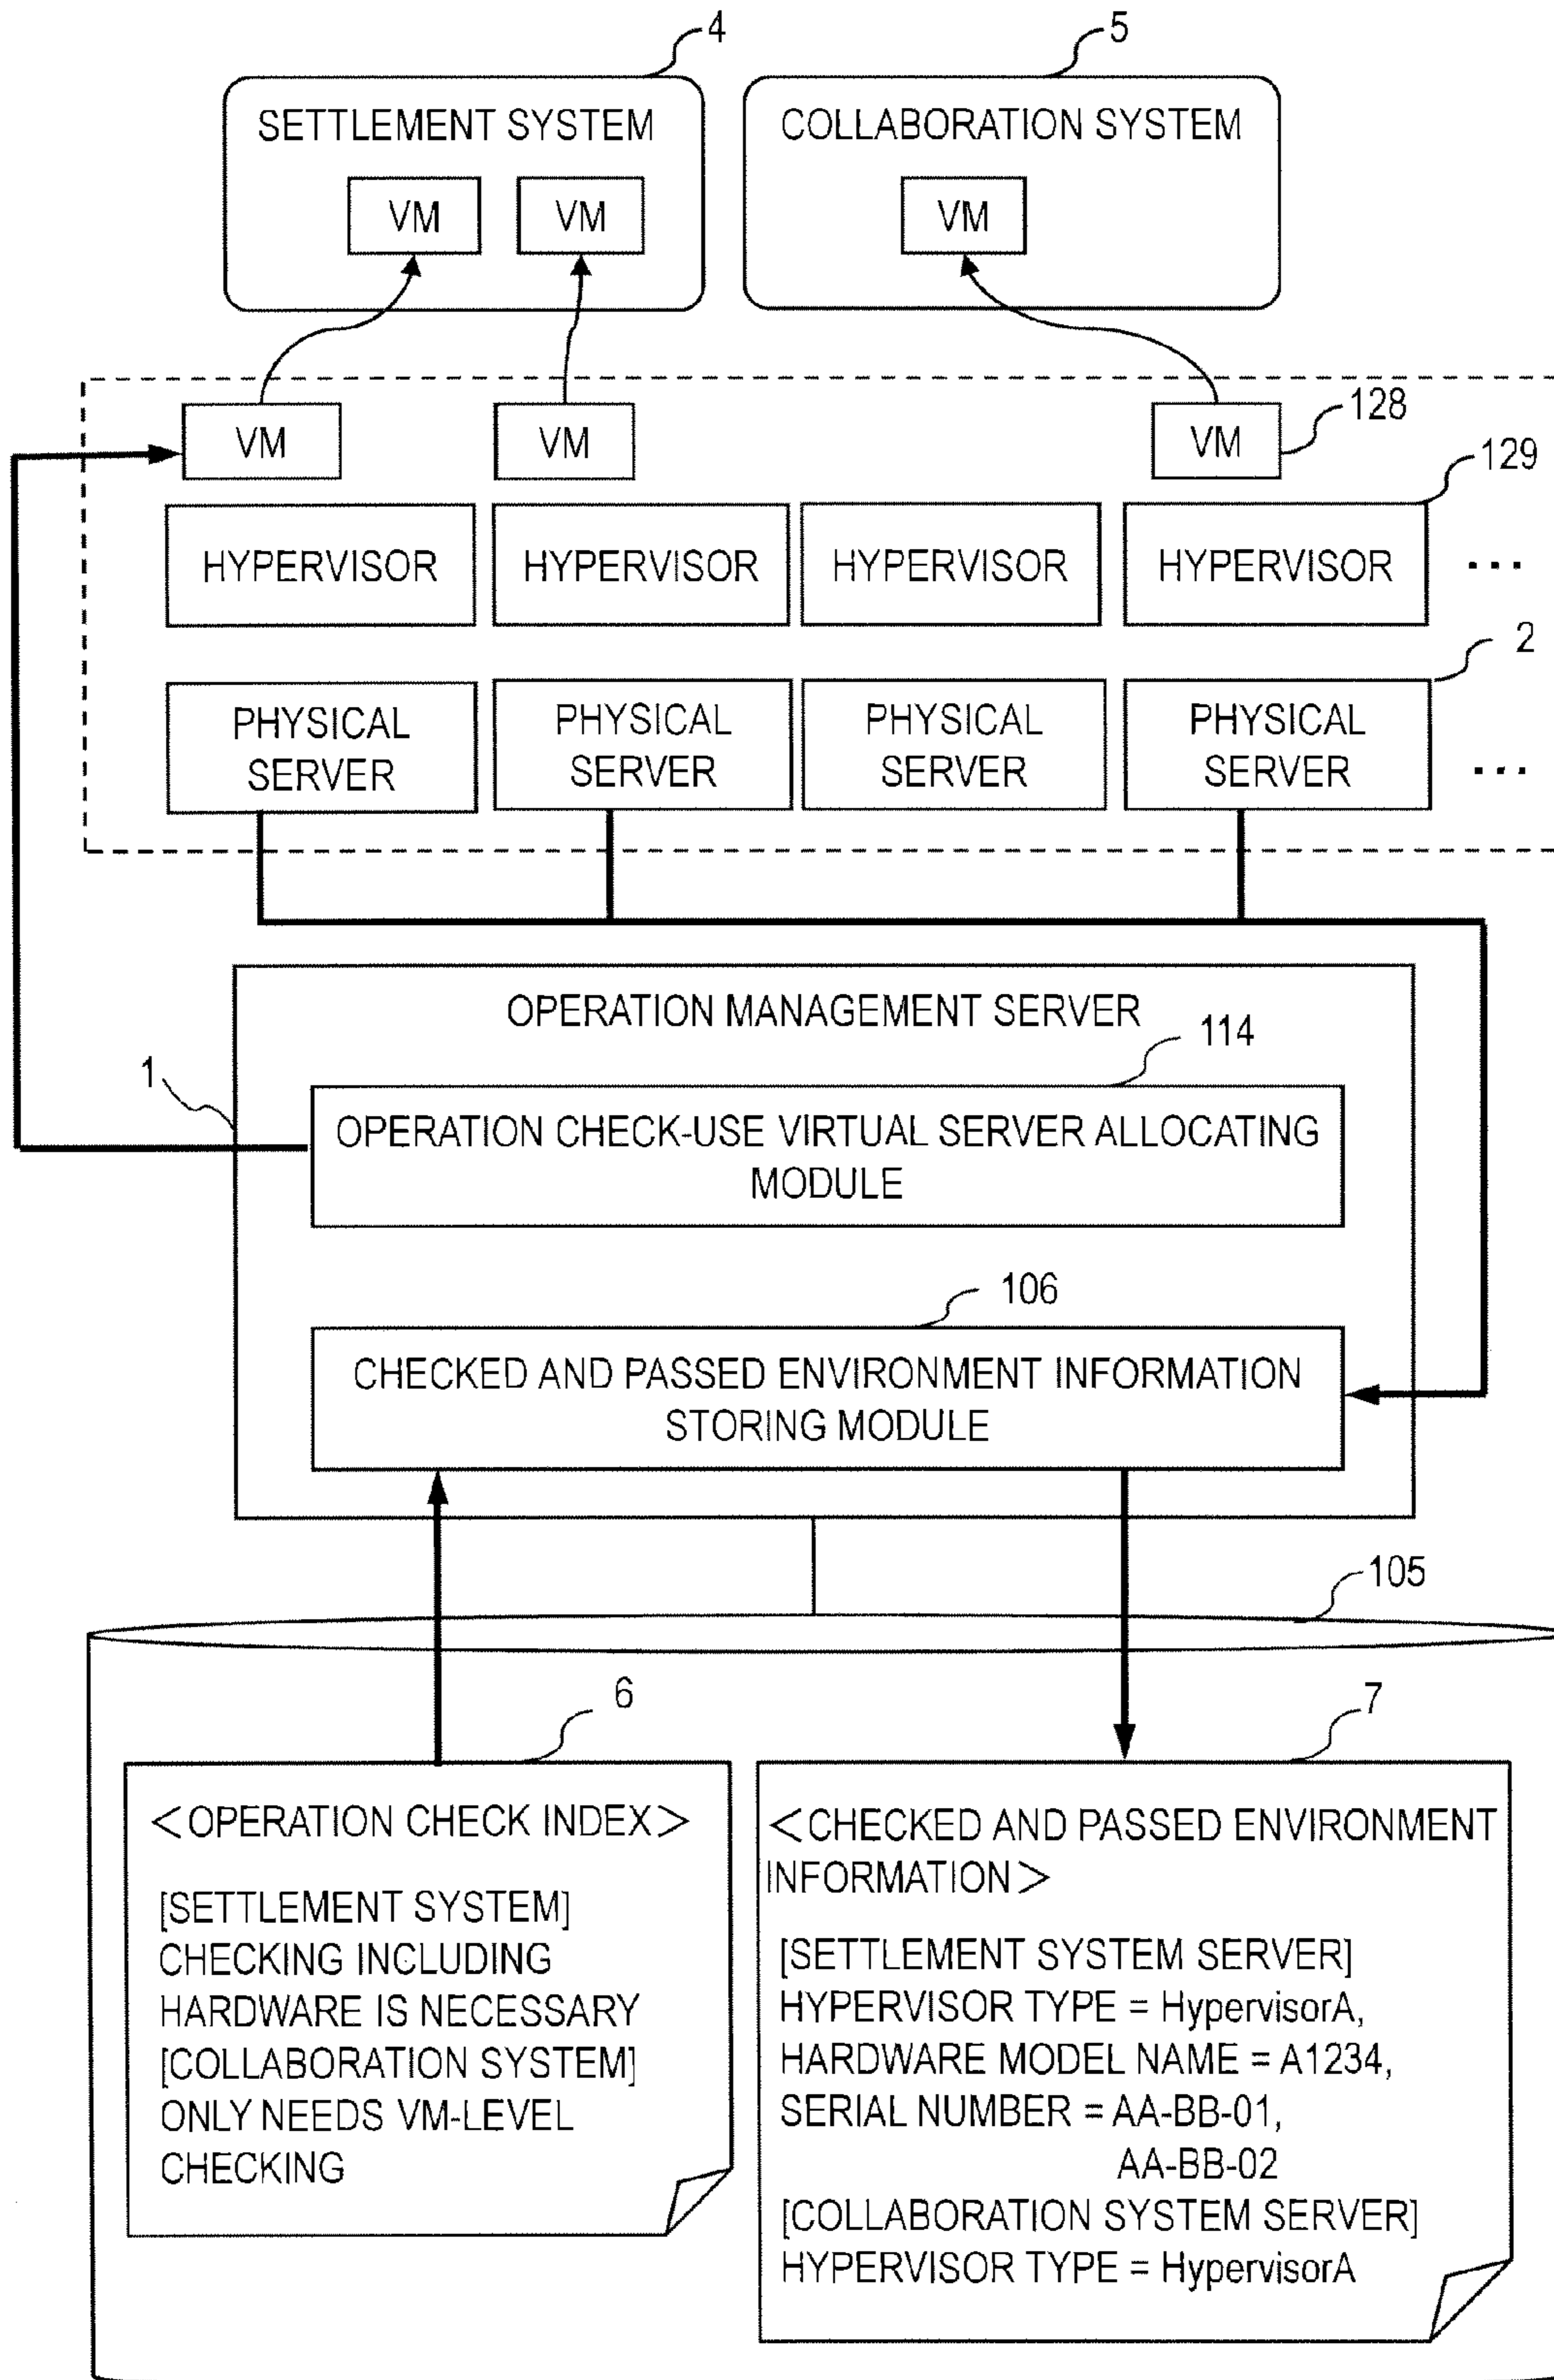 4
5
SETTLEMENT SYSTEM
COLLABORATION SYSTEM
VM
VM
VM
VM
VM
VM
128
129
HYPERVISOR
HYPERVISOR
HYPERVISOR
HYPERVISOR
...
2
PHYSICAL
SERVER
PHYSICAL
SERVER
PHYSICAL
SERVER
PHYSICAL
SERVER
...
OPERATION MANAGEMENT SERVER
1
114
OPERATION CHECK-USE VIRTUAL SERVER ALLOCATING
MODULE
106
CHECKED AND PASSED ENVIRONMENT INFORMATION
STORING MODULE
105
6
<OPERATION CHECK INDEX>
[SETTLEMENT SYSTEM]
CHECKING INCLUDING
HARDWARE IS NECESSARY
[COLLABORATION SYSTEM]
ONLY NEEDS VM-LEVEL
CHECKING
7
<CHECKED AND PASSED ENVIRONMENT
INFORMATION>
[SETTLEMENT SYSTEM SERVER]
HYPERVISOR TYPE = HypervisorA,
HARDWARE MODEL NAME = A1234,
SERIAL NUMBER = AA-BB-01,
AA-BB-02
[COLLABORATION SYSTEM SERVER]
HYPERVISOR TYPE = HypervisorA